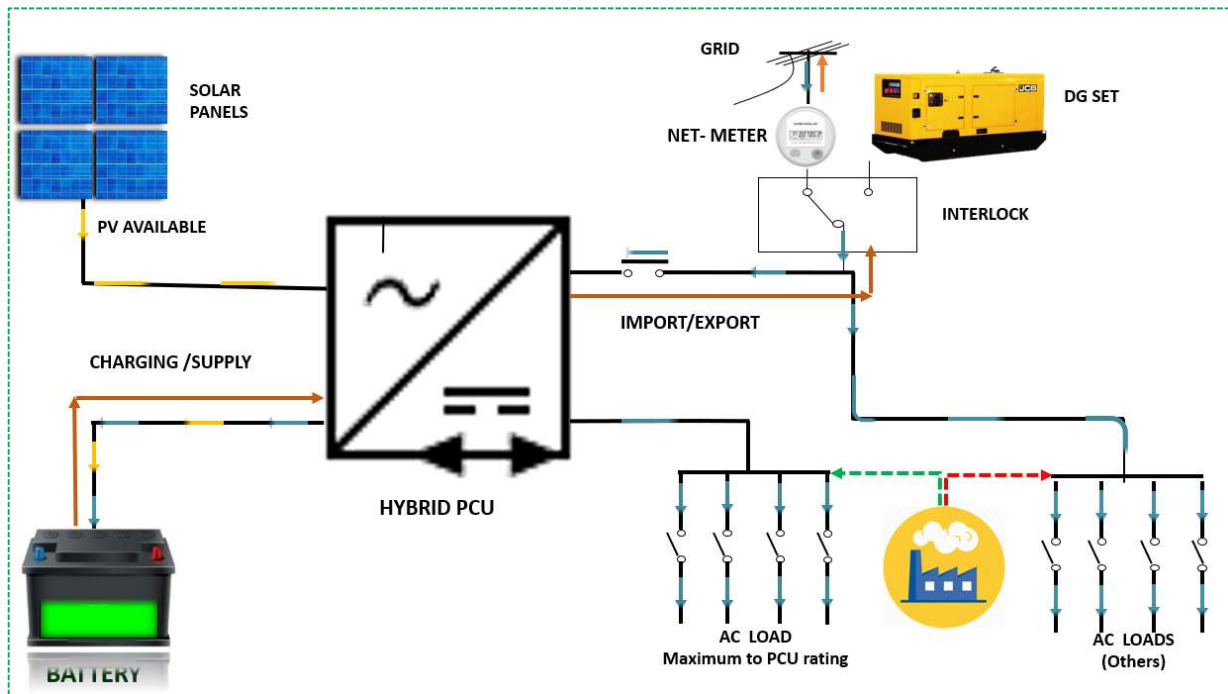 SOLAR
PANELS
GRID
JCB
DG SET
NET- METER
PV AVAILABLE
INTERLOCK
IMPORT/EXPORT
CHARGING /SUPPLY
HYBRID PCU
BATTERY
AC LOAD
Maximum to PCU rating
AC LOADS
(Others)